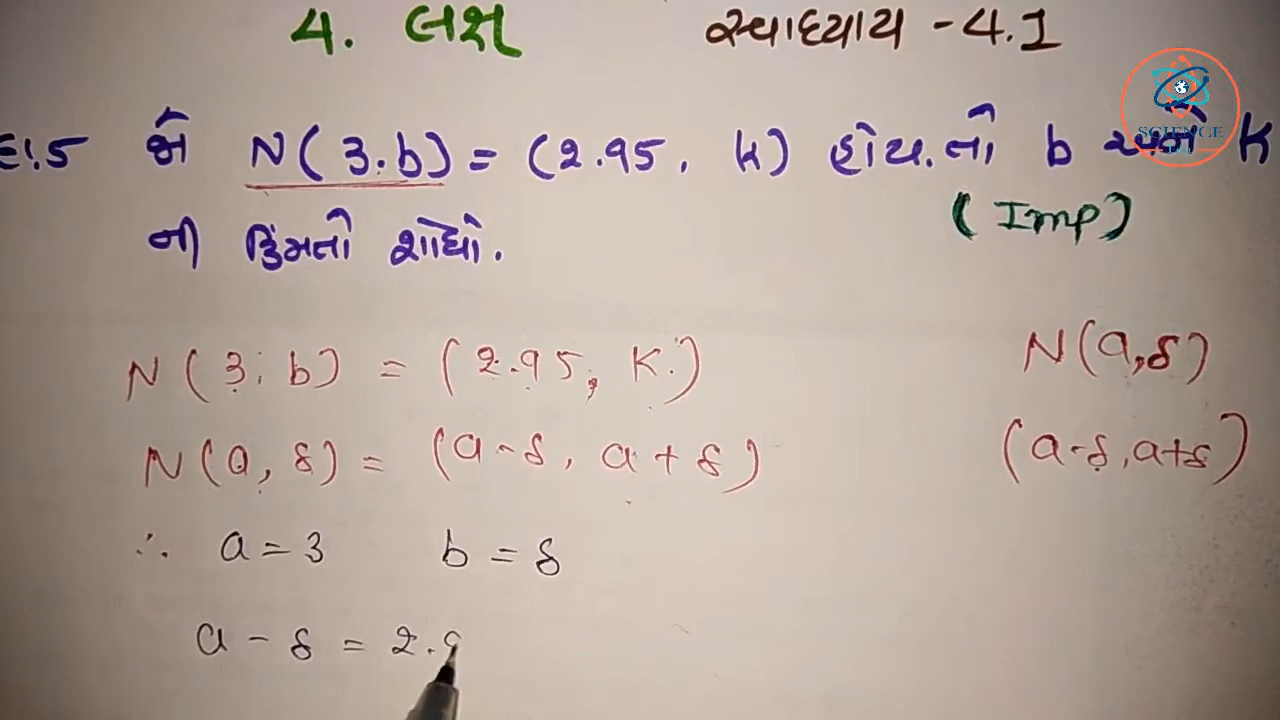 4. લક્ષ સ્વાધ્યાય -4.1
દા.5 જો N(3.b) = (2.95, K) હોય.તો b અને K
ની કિંમતો શોધો.
(Imp)
N(3; b) = (2.95, K.) N(a,δ)
N(a, δ) = (a-δ, a+δ) (a-δ, a+δ)
∴ a = 3 b = δ
a - δ = 2.9
SCIENCE